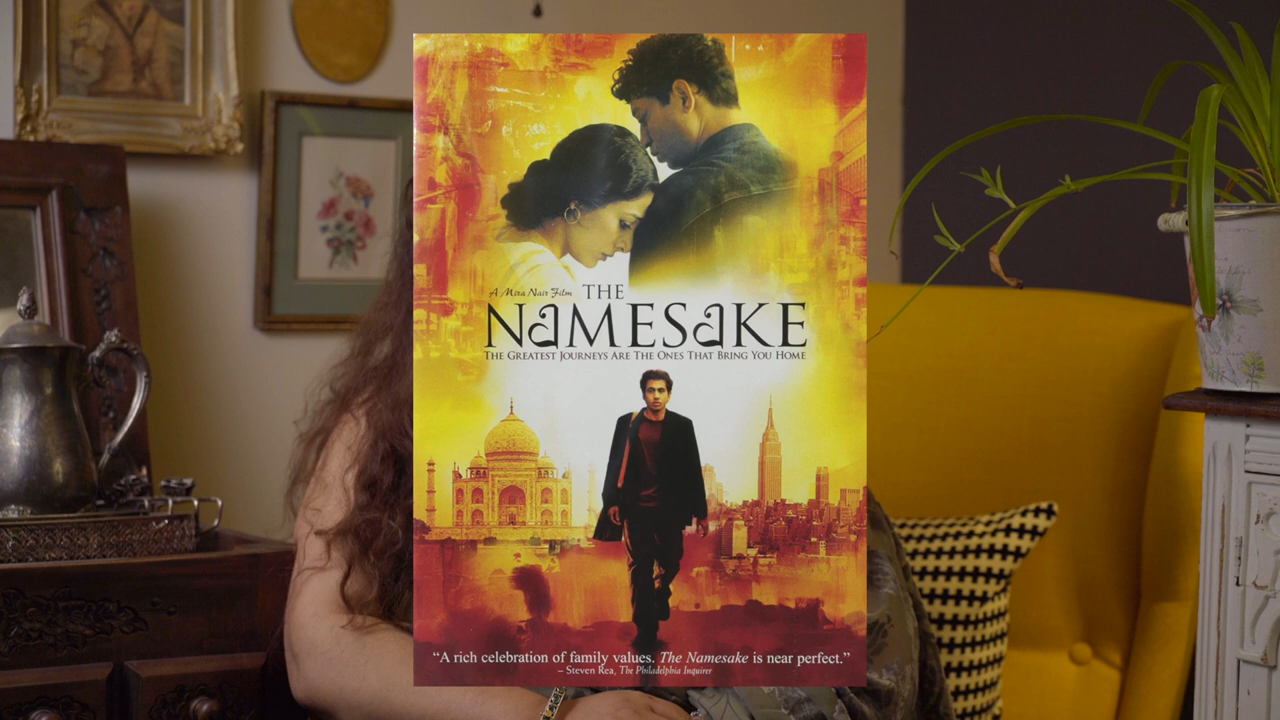 A Mira Nair Film THE
NAMESAKE
THE GREATEST JOURNEYS ARE THE ONES THAT BRING YOU HOME
“A rich celebration of family values. The Namesake is near perfect.”
– Steven Rea, The Philadelphia Inquirer